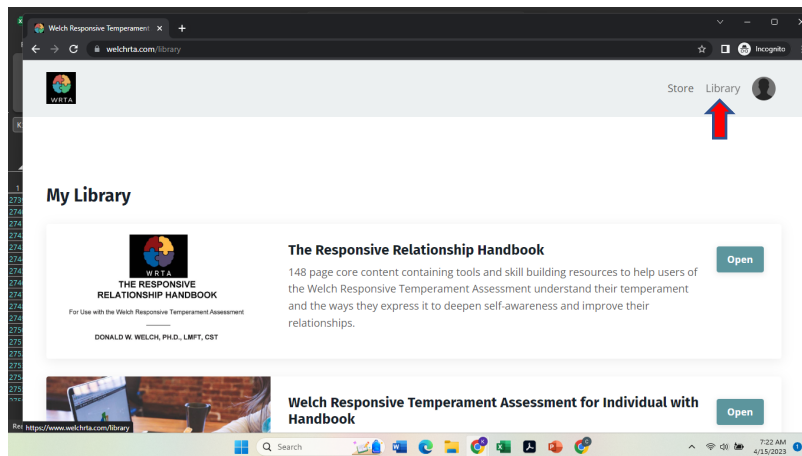 Welch Responsive Temperament
welchrta.com/library
Incognito
WRTA
Store Library
My Library
WRTA
THE RESPONSIVE
RELATIONSHIP HANDBOOK
For Use with the Welch Responsive Temperament Assessment
DONALD W. WELCH, PH.D., LMFT, CST
The Responsive Relationship Handbook
148 page core content containing tools and skill building resources to help users of
the Welch Responsive Temperament Assessment understand their temperament
and the ways they express it to deepen self-awareness and improve their
relationships.
Open
Welch Responsive Temperament Assessment for Individual with
Handbook
Open
https://www.welchrta.com/library
Search
7:22 AM
4/15/2023